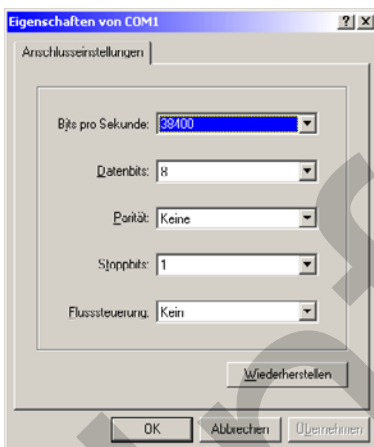 Eigenschaften von COM1
Anschlusseinstellungen
Bits pro Sekunde: 38400
Datenbits: 8
Parität: Keine
Stoppbits: 1
Flusssteuerung: Kein
Wiederherstellen
OK Abbrechen Übernehmen